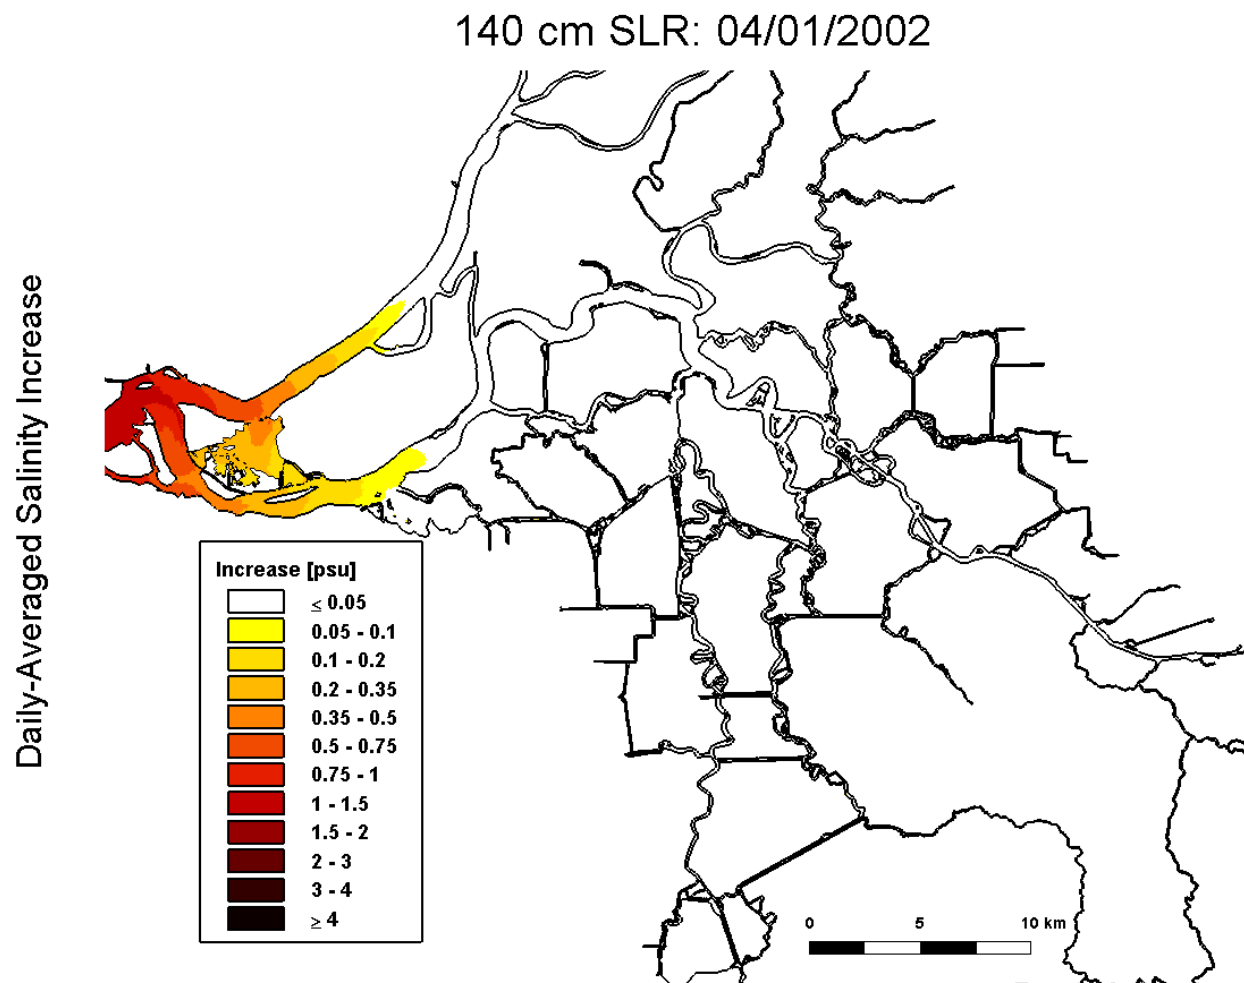 140 cm SLR: 04/01/2002
Daily-Averaged Salinity Increase
Increase [psu]
≤ 0.05
0.05 - 0.1
0.1 - 0.2
0.2 - 0.35
0.35 - 0.5
0.5 - 0.75
0.75 - 1
1 - 1.5
1.5 - 2
2 - 3
3 - 4
≥ 4
0 5 10 km